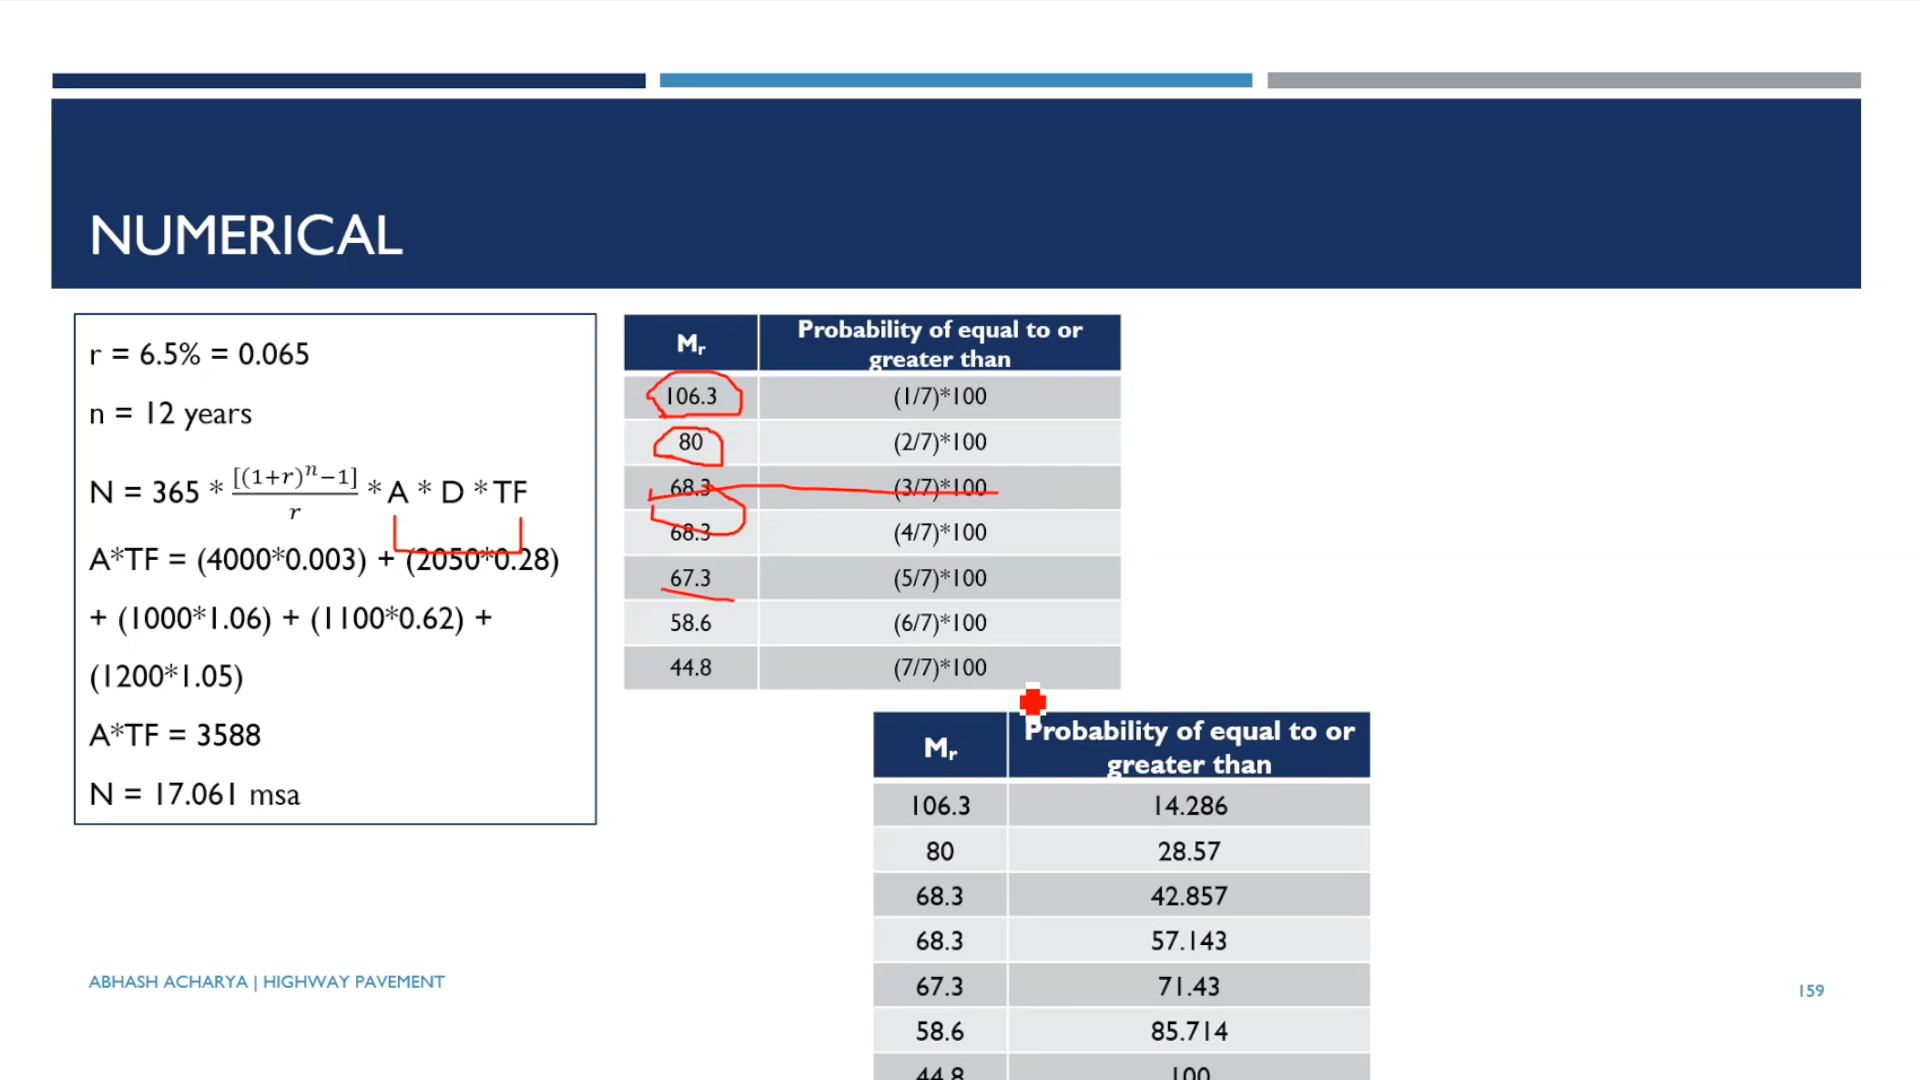 NUMERICAL
r = 6.5% = 0.065
n = 12 years
N = 365 * [(1+r)^n−1]/r * A * D * TF
A*TF = (4000*0.003) + (2050*0.28)
+ (1000*1.06) + (1100*0.62) +
(1200*1.05)
A*TF = 3588
N = 17.061 msa
Mr Probability of equal to or greater than
106.3 (1/7)*100
80 (2/7)*100
68.3 (3/7)*100
68.3 (4/7)*100
67.3 (5/7)*100
58.6 (6/7)*100
44.8 (7/7)*100
Mr Probability of equal to or greater than
106.3 14.286
80 28.57
68.3 42.857
68.3 57.143
67.3 71.43
58.6 85.714
44.8 100
ABHASH ACHARYA | HIGHWAY PAVEMENT
159